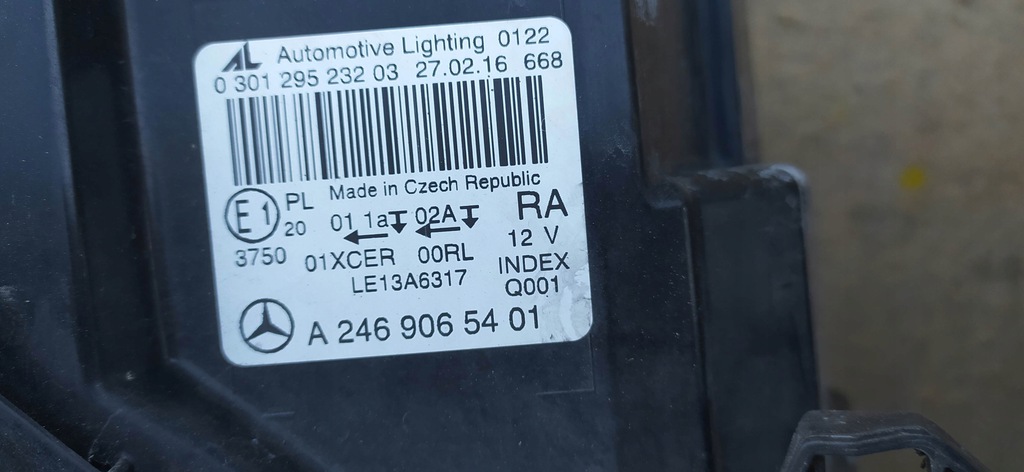 AL Automotive Lighting 0122
0 301 295 232 03 27.02.16 668
Made in Czech Republic
E1 PL 20 01 1a 02A RA
3750 01XCER 00RL 12 V
LE13A6317 INDEX Q001
A 246 906 54 01